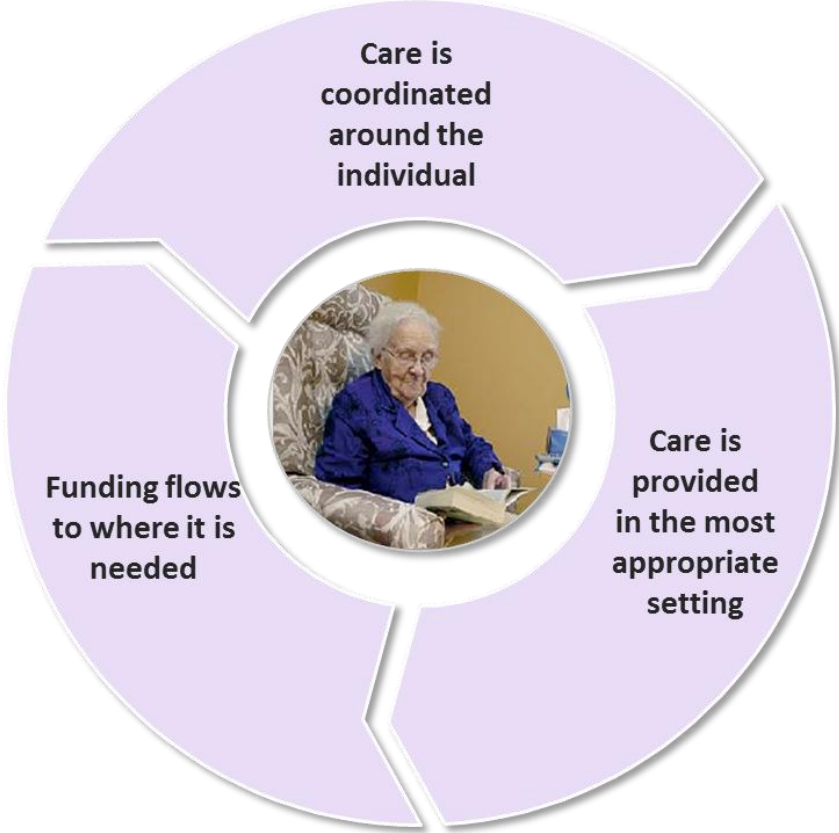 Care is
coordinated
around the
individual
Care is
provided
in the most
appropriate
setting
Funding flows
to where it is
needed